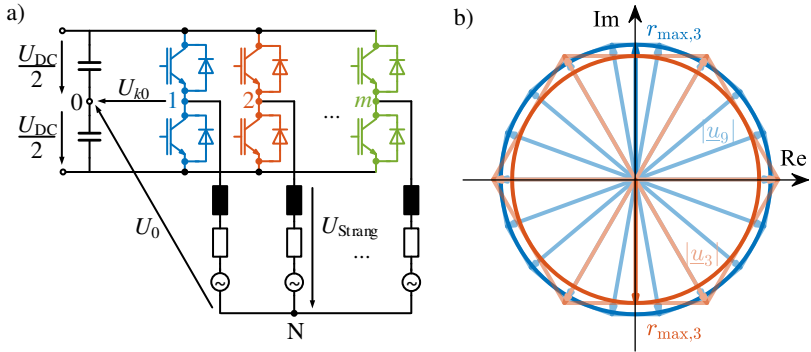 a)
U_DC/2
0
U_k0
1
2
...
m
U_DC/2
U_0
U_Strang
...
~
~
~
N
b)
Im
r_max,3
|u_9|
Re
|u_3|
r_max,3